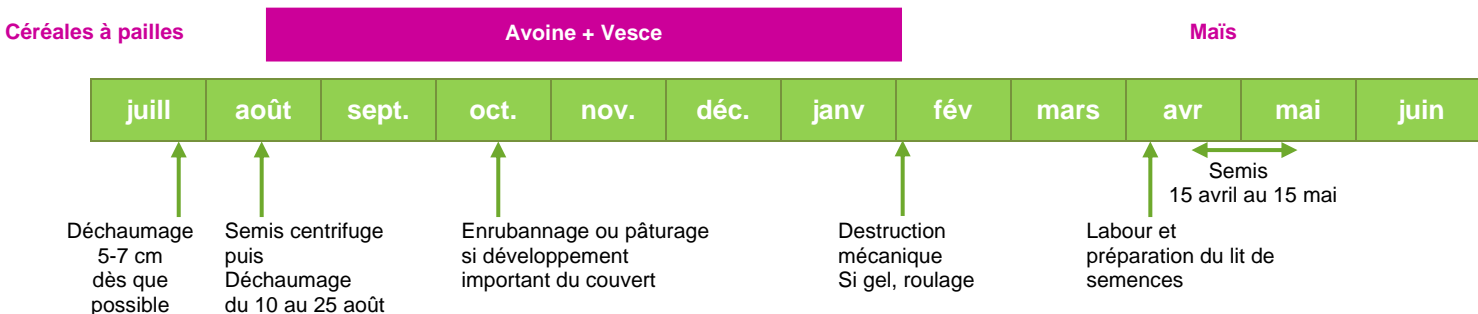 Céréales à pailles
Avoine + Vesce
Maïs
juill août sept. oct. nov. déc. janv fév mars avr mai juin
Semis
15 avril au 15 mai
Déchaumage
5-7 cm
dès que
possible
Semis centrifuge
puis
Déchaumage
du 10 au 25 août
Enrubannage ou pâturage
si développement
important du couvert
Destruction
mécanique
Si gel, roulage
Labour et
préparation du lit de
semences